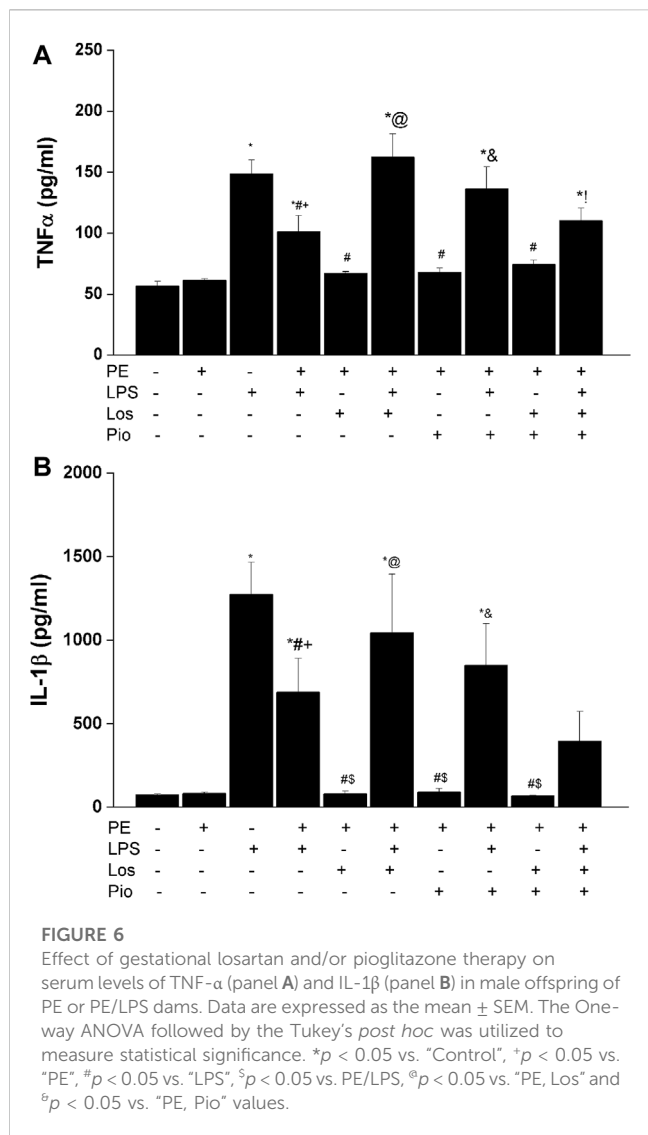 A
250
200
150
100
50
0
TNFα (pg/ml)
* *#+ # *@ # *& # *!
PE - + - + + + + + + +
LPS - - + + - + - + - +
Los - - - - + + - - + +
Pio - - - - - - + + + +
B
2000
1500
1000
500
0
IL-1β (pg/ml)
* *#+ #$ *@ #$ *& #$
PE - + - + + + + + + +
LPS - - + + - + - + - +
Los - - - - + + - - + +
Pio - - - - - - + + + +
FIGURE 6
Effect of gestational losartan and/or pioglitazone therapy on
serum levels of TNF-α (panel A) and IL-1β (panel B) in male offspring of
PE or PE/LPS dams. Data are expressed as the mean ± SEM. The One-
way ANOVA followed by the Tukey's post hoc was utilized to
measure statistical significance. *p < 0.05 vs. "Control", +p < 0.05 vs.
"PE", #p < 0.05 vs. "LPS", $p < 0.05 vs. PE/LPS, @p < 0.05 vs. "PE, Los" and
&p < 0.05 vs. "PE, Pio" values.